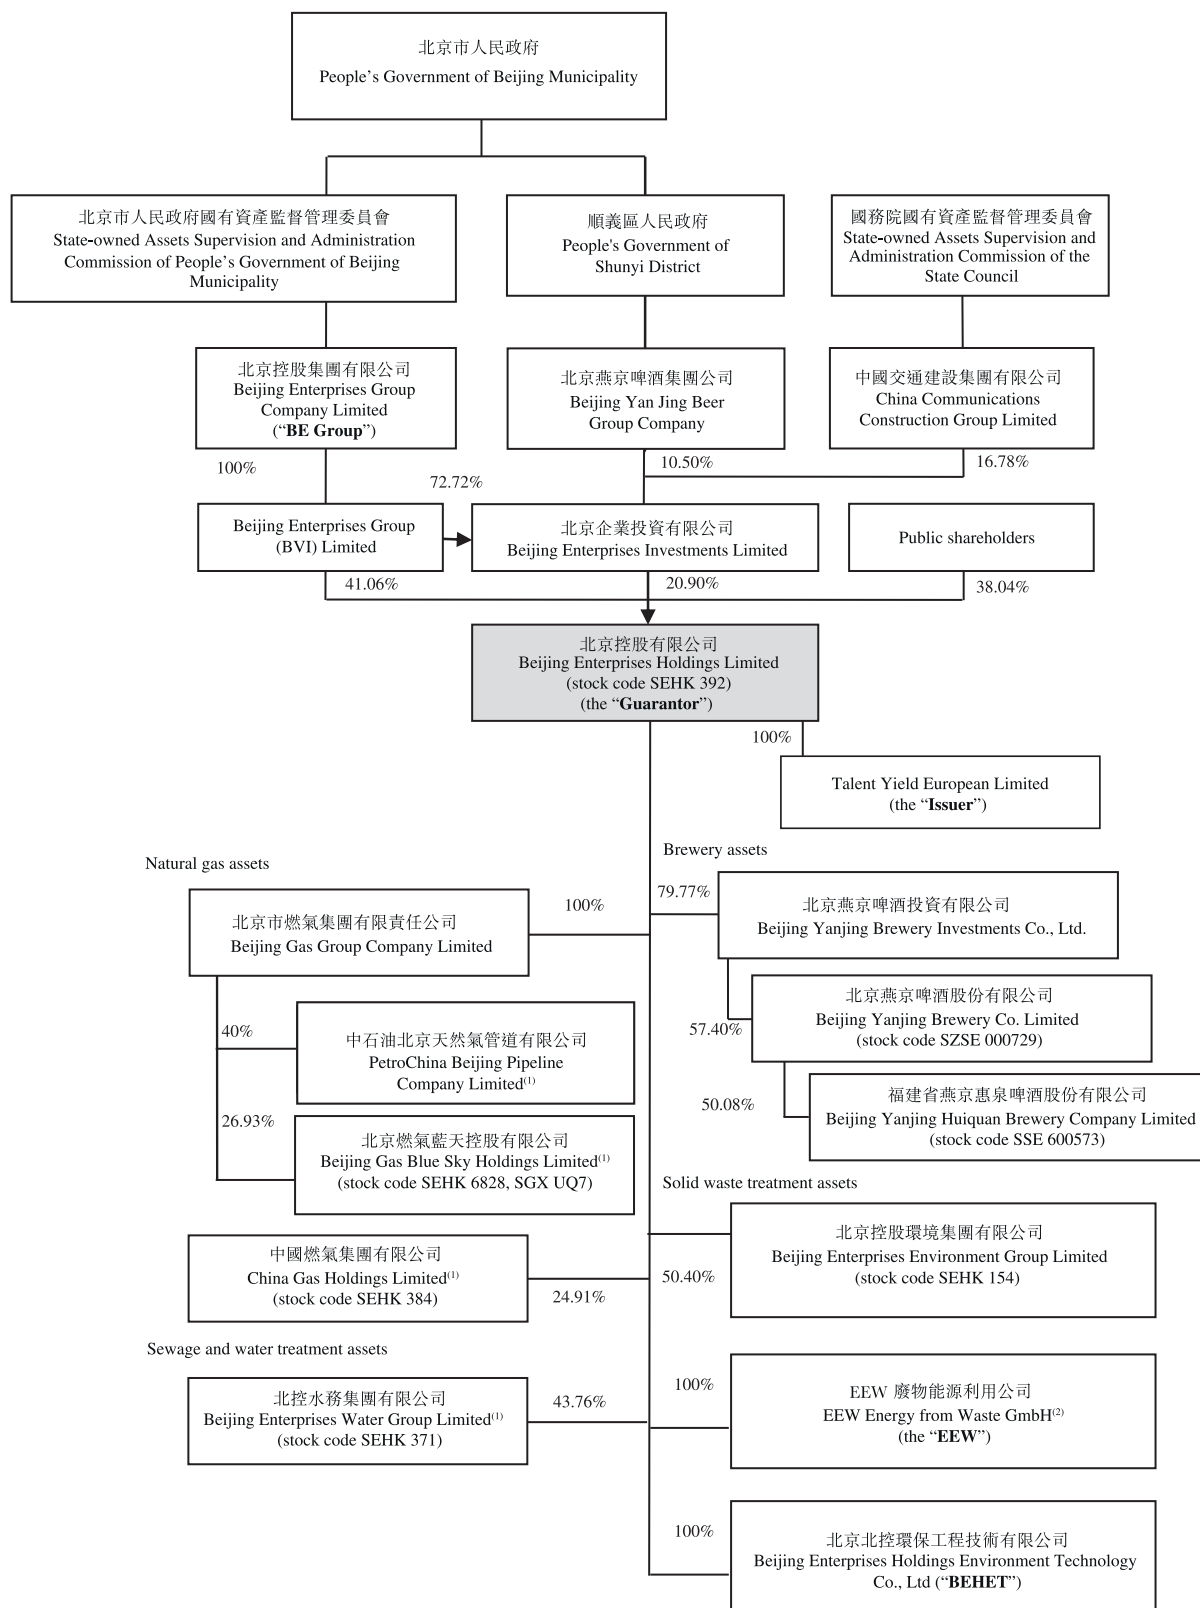 北京市人民政府
People’s Government of Beijing Municipality
北京市人民政府國有資產監督管理委員會
State-owned Assets Supervision and Administration
Commission of People’s Government of Beijing
Municipality
順義區人民政府
People's Government of
Shunyi District
國務院國有資產監督管理委員會
State-owned Assets Supervision and
Administration Commission of the
State Council
北京控股集團有限公司
Beijing Enterprises Group
Company Limited
(“BE Group”)
北京燕京啤酒集團公司
Beijing Yan Jing Beer
Group Company
中國交通建設集團有限公司
China Communications
Construction Group Limited
100%
72.72%
10.50%
16.78%
Beijing Enterprises Group
(BVI) Limited
北京企業投資有限公司
Beijing Enterprises Investments Limited
Public shareholders
41.06%
20.90%
38.04%
北京控股有限公司
Beijing Enterprises Holdings Limited
(stock code SEHK 392)
(the “Guarantor”)
100%
Talent Yield European Limited
(the “Issuer”)
Natural gas assets
北京市燃氣集團有限責任公司
Beijing Gas Group Company Limited
100%
40%
中石油北京天然氣管道有限公司
PetroChina Beijing Pipeline
Company Limited(1)
26.93%
北京燃氣藍天控股有限公司
Beijing Gas Blue Sky Holdings Limited(1)
(stock code SEHK 6828, SGX UQ7)
中國燃氣集團有限公司
China Gas Holdings Limited(1)
(stock code SEHK 384)
24.91%
Sewage and water treatment assets
北控水務集團有限公司
Beijing Enterprises Water Group Limited(1)
(stock code SEHK 371)
43.76%
Brewery assets
79.77%
北京燕京啤酒投資有限公司
Beijing Yanjing Brewery Investments Co., Ltd.
57.40%
北京燕京啤酒股份有限公司
Beijing Yanjing Brewery Co. Limited
(stock code SZSE 000729)
50.08%
福建省燕京惠泉啤酒股份有限公司
Beijing Yanjing Huiquan Brewery Company Limited
(stock code SSE 600573)
Solid waste treatment assets
50.40%
北京控股環境集團有限公司
Beijing Enterprises Environment Group Limited
(stock code SEHK 154)
100%
EEW 廢物能源利用公司
EEW Energy from Waste GmbH(2)
(the “EEW”)
100%
北京北控環保工程技術有限公司
Beijing Enterprises Holdings Environment Technology
Co., Ltd (“BEHET”)